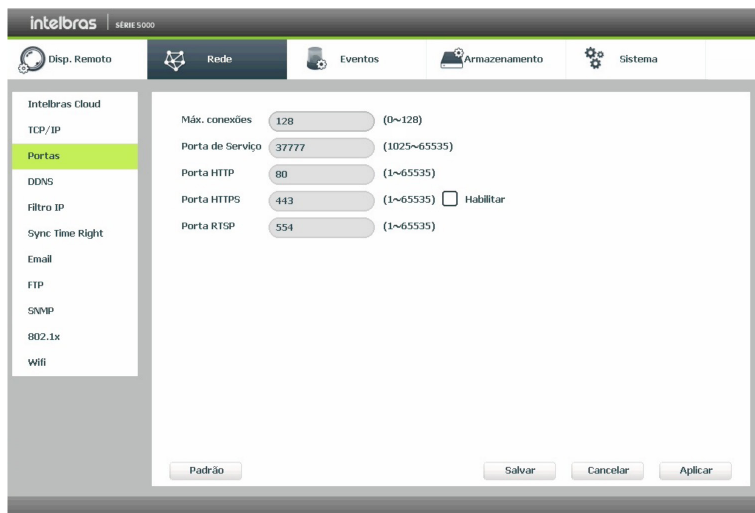 intelbras SÉRIE 5000
Disp. Remoto Rede Eventos Armazenamento Sistema
Intelbras Cloud
TCP/IP
Portas
DDNS
Filtro IP
Sync Time Right
Email
FTP
SNMP
802.1x
Wifi
Máx. conexões 128 (0~128)
Porta de Serviço 37777 (1025~65535)
Porta HTTP 80 (1~65535)
Porta HTTPS 443 (1~65535) Habilitar
Porta RTSP 554 (1~65535)
Padrão Salvar Cancelar Aplicar